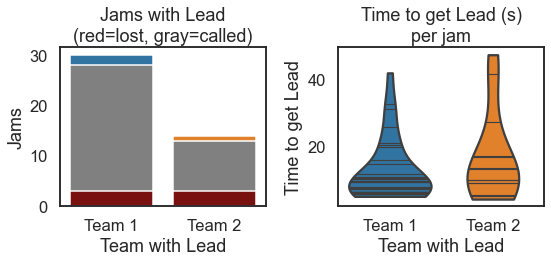 Jams with Lead
(red=lost, gray=called)
Jams
30
20
10
0
Team 1 Team 2
Team with Lead
Time to get Lead (s)
per jam
Time to get Lead
40
20
Team 1 Team 2
Team with Lead